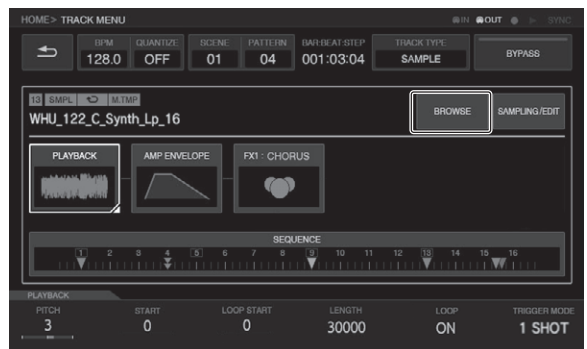 HOME> TRACK MENU
IN OUT SYNC
BPM QUANTIZE SCENE PATTERN BAR:BEAT:STEP TRACK TYPE
128.0 OFF 01 04 001:03:04 SAMPLE BYPASS
13 SMPL M.TMP
WHU_122_C_Synth_Lp_16
BROWSE SAMPLING/EDIT
PLAYBACK AMP ENVELOPE FX1 : CHORUS
SEQUENCE
1 2 3 4 5 6 7 8 9 10 11 12 13 14 15 16
PLAYBACK
PITCH START LOOP START LENGTH LOOP TRIGGER MODE
3 0 0 30000 ON 1 SHOT